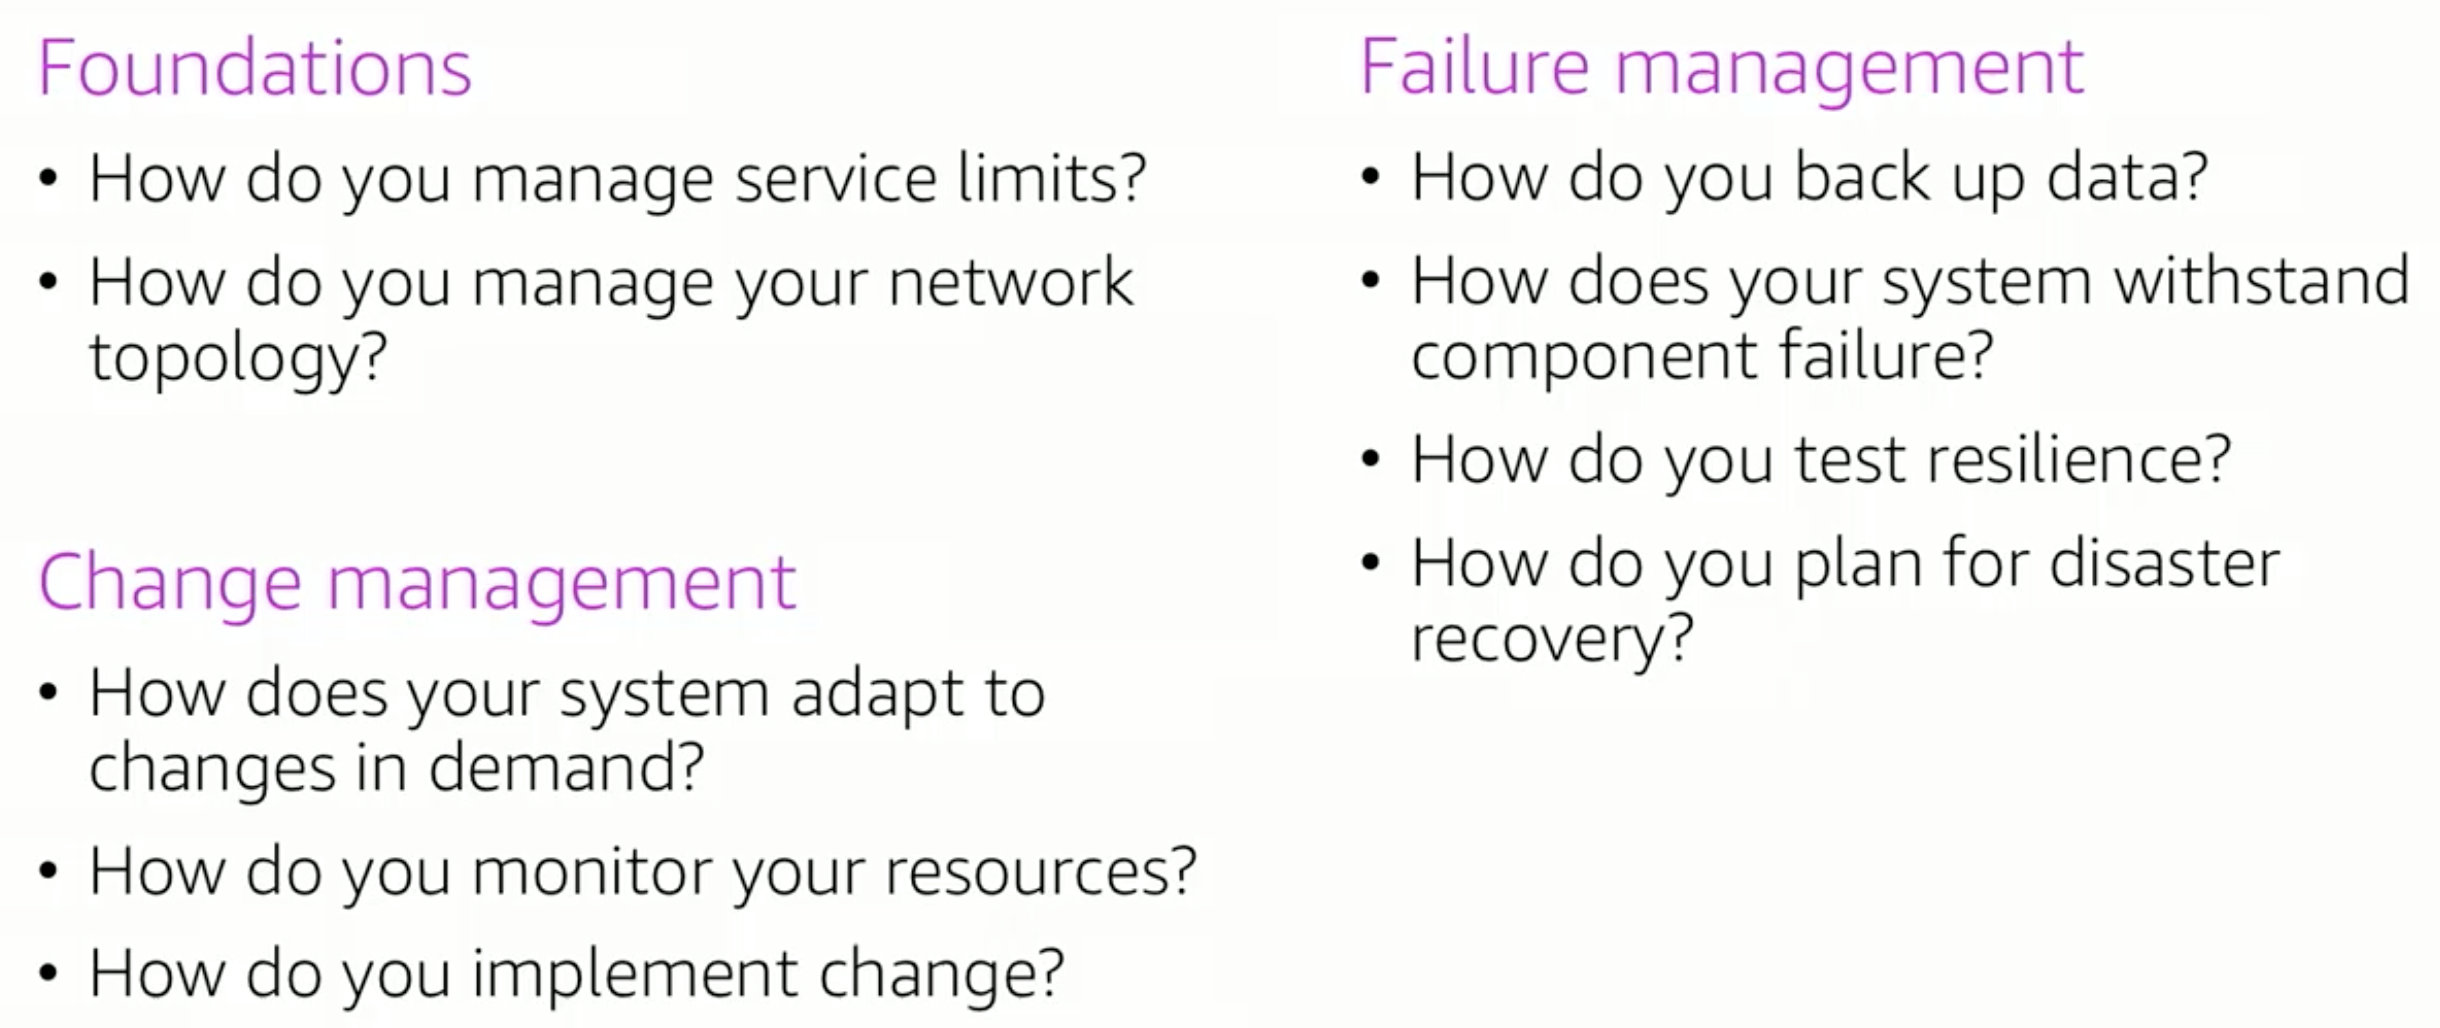 Foundations
• How do you manage service limits?
• How do you manage your network
topology?
Change management
• How does your system adapt to
changes in demand?
• How do you monitor your resources?
• How do you implement change?
Failure management
• How do you back up data?
• How does your system withstand
component failure?
• How do you test resilience?
• How do you plan for disaster
recovery?